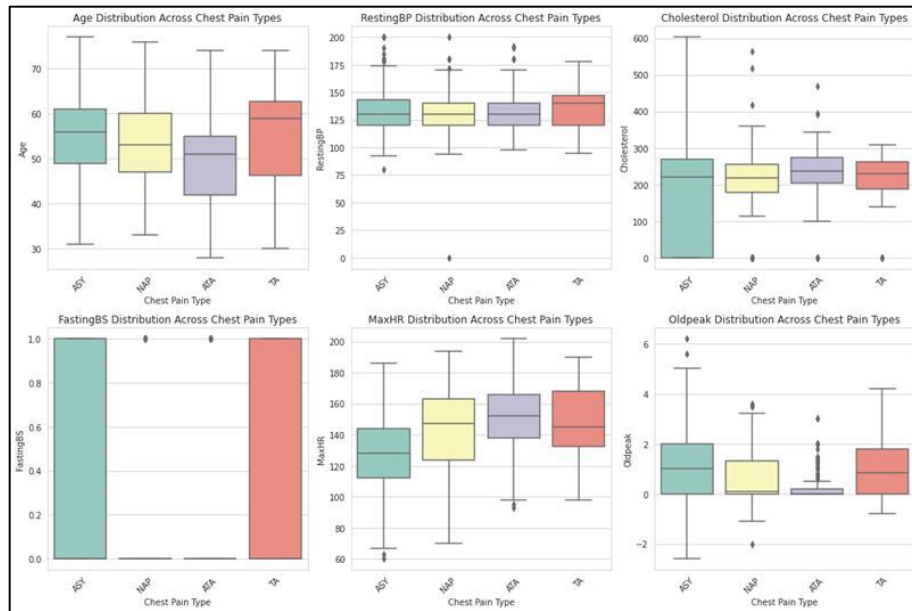 Age Distribution Across Chest Pain Types
70
60
50
40
30
Age
ASY
NAP
ATA
TA
Chest Pain Type
RestingBP Distribution Across Chest Pain Types
200
175
150
125
100
75
50
25
0
RestingBP
ASY
NAP
ATA
TA
Chest Pain Type
Cholesterol Distribution Across Chest Pain Types
600
500
400
300
200
100
0
Cholesterol
ASY
NAP
ATA
TA
Chest Pain Type
FastingBS Distribution Across Chest Pain Types
1.0
0.8
0.6
0.4
0.2
0.0
FastingBS
ASY
NAP
ATA
TA
Chest Pain Type
MaxHR Distribution Across Chest Pain Types
200
180
160
140
120
100
80
60
MaxHR
ASY
NAP
ATA
TA
Chest Pain Type
Oldpeak Distribution Across Chest Pain Types
6
4
2
0
−2
Oldpeak
ASY
NAP
ATA
TA
Chest Pain Type